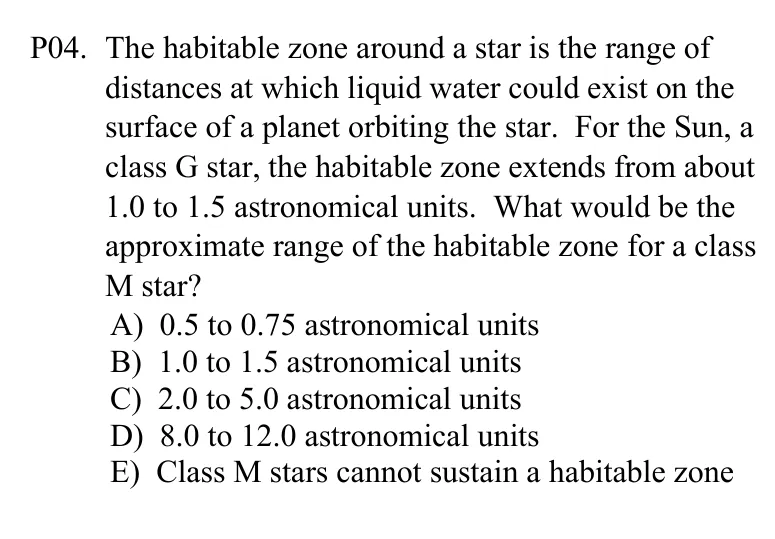 P04. The habitable zone around a star is the range of
distances at which liquid water could exist on the
surface of a planet orbiting the star. For the Sun, a
class G star, the habitable zone extends from about
1.0 to 1.5 astronomical units. What would be the
approximate range of the habitable zone for a class
M star?
A) 0.5 to 0.75 astronomical units
B) 1.0 to 1.5 astronomical units
C) 2.0 to 5.0 astronomical units
D) 8.0 to 12.0 astronomical units
E) Class M stars cannot sustain a habitable zone